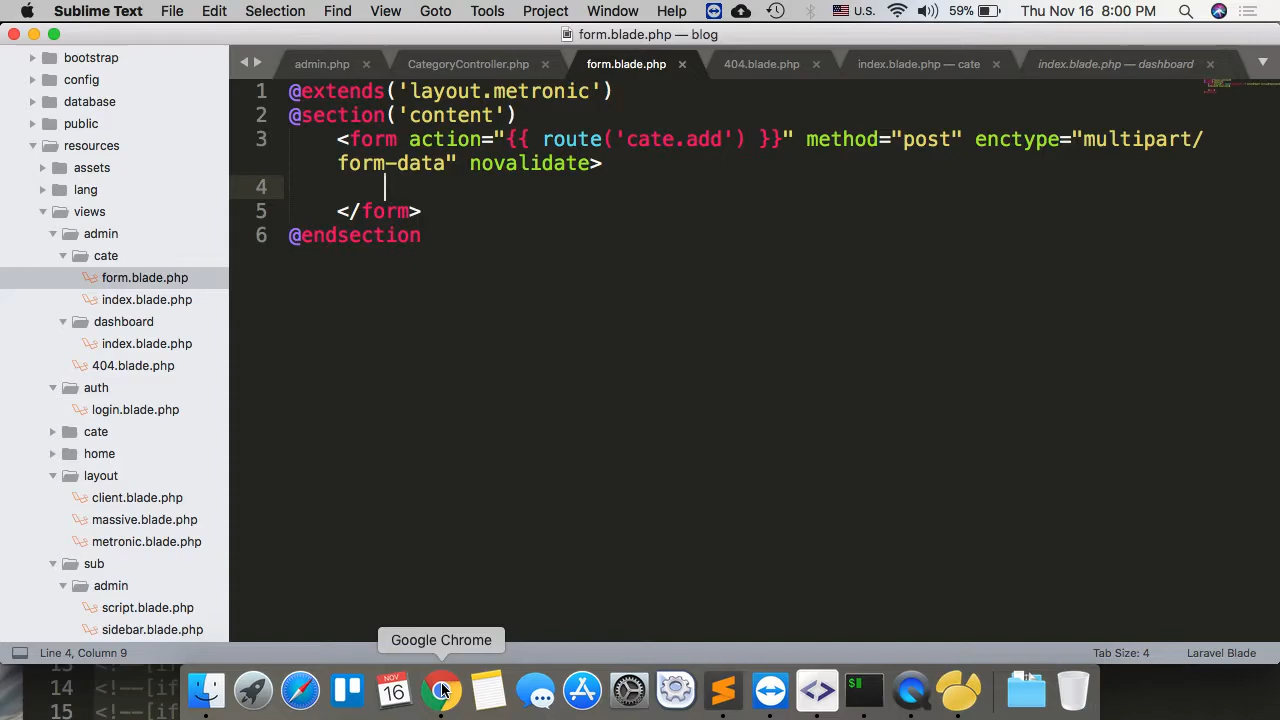 Sublime Text File Edit Selection Find View Goto Tools Project Window Help U.S. 59% Thu Nov 16 8:00 PM
form.blade.php — blog
admin.php CategoryController.php form.blade.php 404.blade.php index.blade.php — cate index.blade.php — dashboard
bootstrap
config
database
public
resources
assets
lang
views
admin
cate
form.blade.php
index.blade.php
dashboard
index.blade.php
404.blade.php
auth
login.blade.php
cate
home
layout
client.blade.php
massive.blade.php
metronic.blade.php
sub
admin
script.blade.php
sidebar.blade.php
1 @extends('layout.metronic')
2 @section('content')
3 <form action="{{ route('cate.add') }}" method="post" enctype="multipart/
form-data" novalidate>
4
5 </form>
6 @endsection
Google Chrome
Line 4, Column 9 Tab Size: 4 Laravel Blade
14 <!--[if
15 <!--[if
NOV
16
$